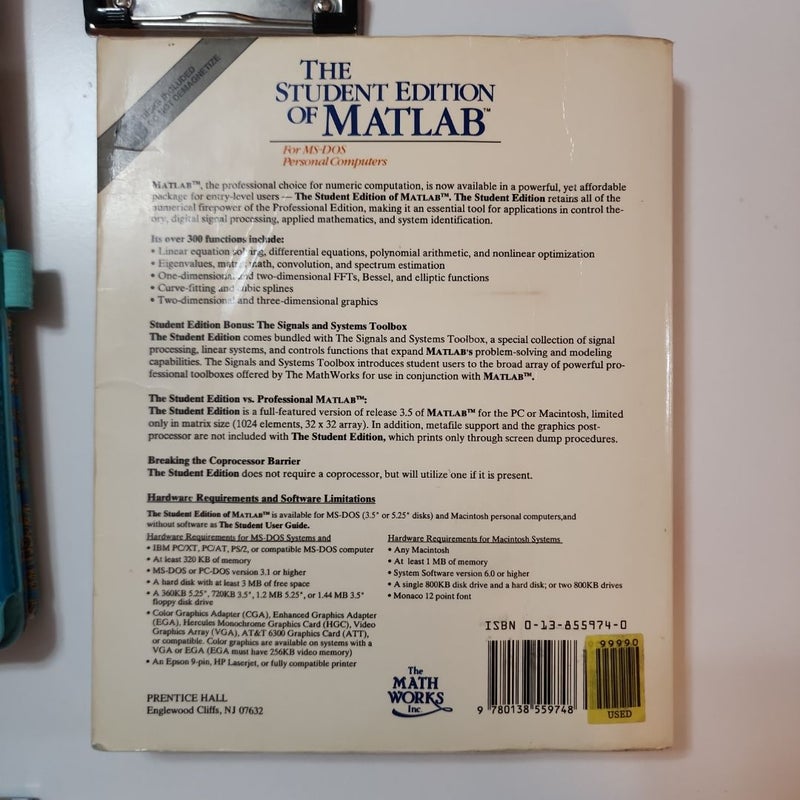 DISKS INCLUDED
DO NOT DEMAGNETIZE
THE
STUDENT EDITION
OF MATLAB™
For MS-DOS
Personal Computers
MATLAB™, the professional choice for numeric computation, is now available in a powerful, yet affordable
package for entry-level users — The Student Edition of MATLAB™. The Student Edition retains all of the
numerical firepower of the Professional Edition, making it an essential tool for applications in control the-
ory, digital signal processing, applied mathematics, and system identification.
Its over 300 functions include:
• Linear equation solving, differential equations, polynomial arithmetic, and nonlinear optimization
• Eigenvalues, matrix math, convolution, and spectrum estimation
• One-dimensional and two-dimensional FFTs, Bessel, and elliptic functions
• Curve-fitting and cubic splines
• Two-dimensional and three-dimensional graphics
Student Edition Bonus: The Signals and Systems Toolbox
The Student Edition comes bundled with The Signals and Systems Toolbox, a special collection of signal
processing, linear systems, and controls functions that expand MATLAB's problem-solving and modeling
capabilities. The Signals and Systems Toolbox introduces student users to the broad array of powerful pro-
fessional toolboxes offered by The MathWorks for use in conjunction with MATLAB™.
The Student Edition vs. Professional MATLAB™:
The Student Edition is a full-featured version of release 3.5 of MATLAB™ for the PC or Macintosh, limited
only in matrix size (1024 elements, 32 x 32 array). In addition, metafile support and the graphics post-
processor are not included with The Student Edition, which prints only through screen dump procedures.
Breaking the Coprocessor Barrier
The Student Edition does not require a coprocessor, but will utilize one if it is present.
Hardware Requirements and Software Limitations
The Student Edition of MATLAB™ is available for MS-DOS (3.5" or 5.25" disks) and Macintosh personal computers,and
without software as The Student User Guide.
Hardware Requirements for MS-DOS Systems and
• IBM PC/XT, PC/AT, PS/2, or compatible MS-DOS computer
• At least 320 KB of memory
• MS-DOS or PC-DOS version 3.1 or higher
• A hard disk with at least 3 MB of free space
• A 360KB 5.25", 720KB 3.5", 1.2 MB 5.25", or 1.44 MB 3.5"
floppy disk drive
• Color Graphics Adapter (CGA), Enhanced Graphics Adapter
(EGA), Hercules Monochrome Graphics Card (HGC), Video
Graphics Array (VGA), AT&T 6300 Graphics Card (ATT),
or compatible. Color graphics are available on systems with a
VGA or EGA (EGA must have 256KB video memory)
• An Epson 9-pin, HP Laserjet, or fully compatible printer
Hardware Requirements for Macintosh Systems
• Any Macintosh
• At least 1 MB of memory
• System Software version 6.0 or higher
• A single 800KB disk drive and a hard disk; or two 800KB drives
• Monaco 12 point font
PRENTICE HALL
Englewood Cliffs, NJ 07632
The
MATH
WORKS
Inc.
ISBN 0-13-855974-0
99990
9 780138 559748
USED